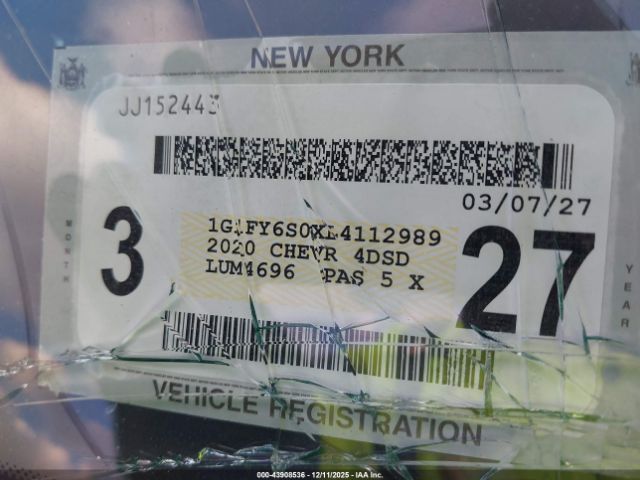 NEW YORK
JJ152443
03/07/27
MONTH
3
1G1FY6S0XL4112989
2020 CHEVR 4DSD
LUM4696 PAS 5 X
27
YEAR
VEHICLE REGISTRATION
000-43908536 - 12/11/2025 - IAA Inc.